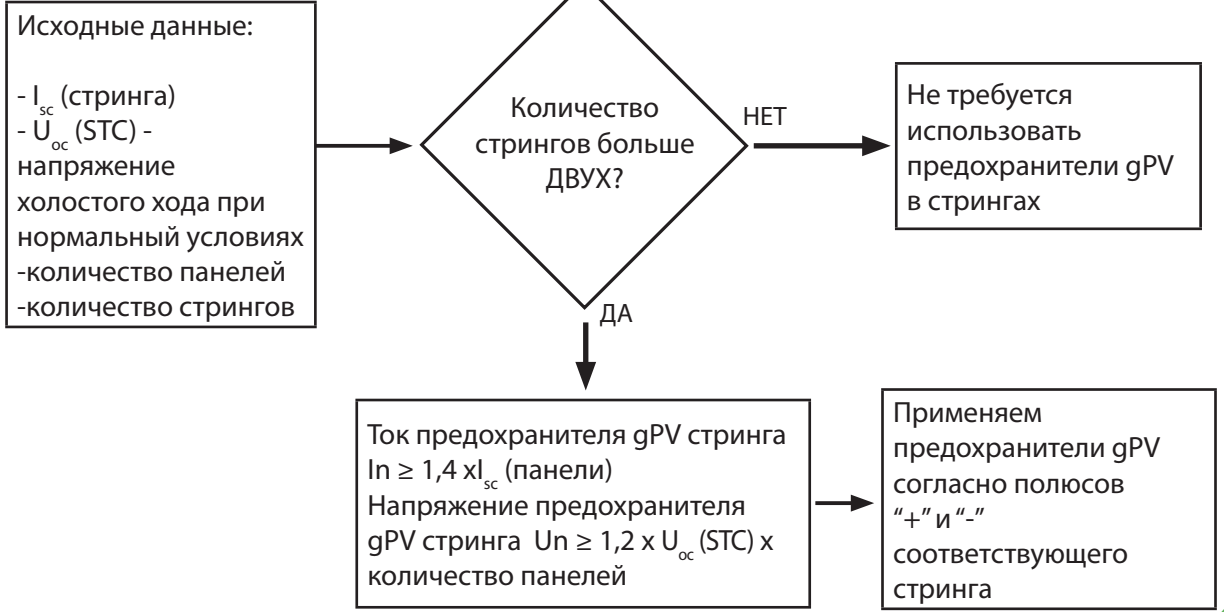 Исходные данные:
- Isc (стринга)
- Uoc (STC) -
напряжение
холостого хода при
нормальный условиях
-количество панелей
-количество стрингов
Количество
стрингов больше
ДВУХ?
НЕТ
Не требуется
использовать
предохранители gPV
в стрингах
ДА
Ток предохранителя gPV стринга
In ≥ 1,4 xIsc (панели)
Напряжение предохранителя
gPV стринга Un ≥ 1,2 x Uoc (STC) x
количество панелей
Применяем
предохранители gPV
согласно полюсов
“+” и “-”
соответствующего
стринга